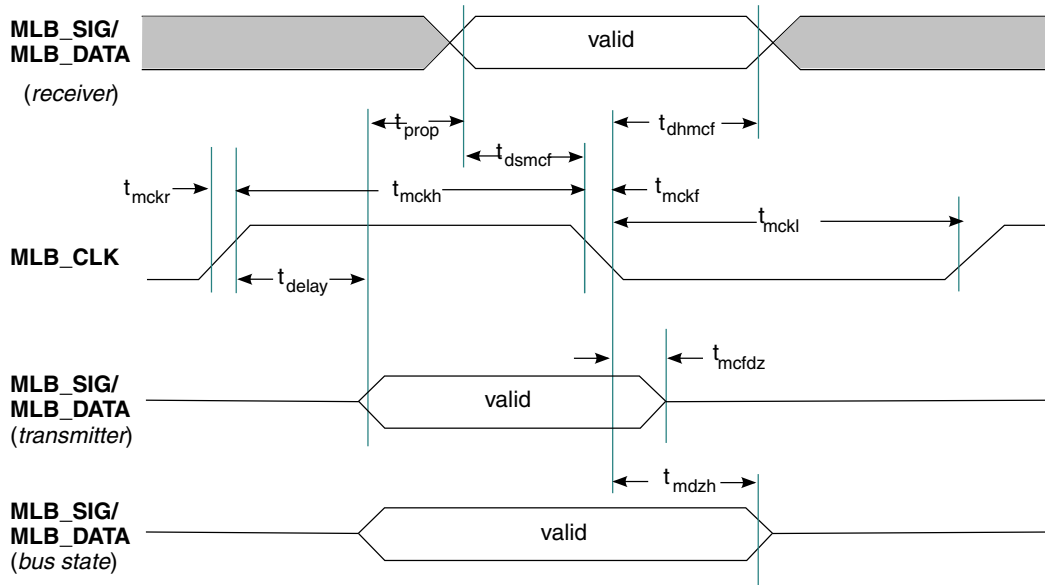 MLB_SIG/
MLB_DATA
(receiver)
valid
tprop
tdhmcf
tdsmcf
tmckr
tmckh
tmckf
tmckl
MLB_CLK
tdelay
tmcfdz
MLB_SIG/
MLB_DATA
(transmitter)
valid
tmdzh
MLB_SIG/
MLB_DATA
(bus state)
valid